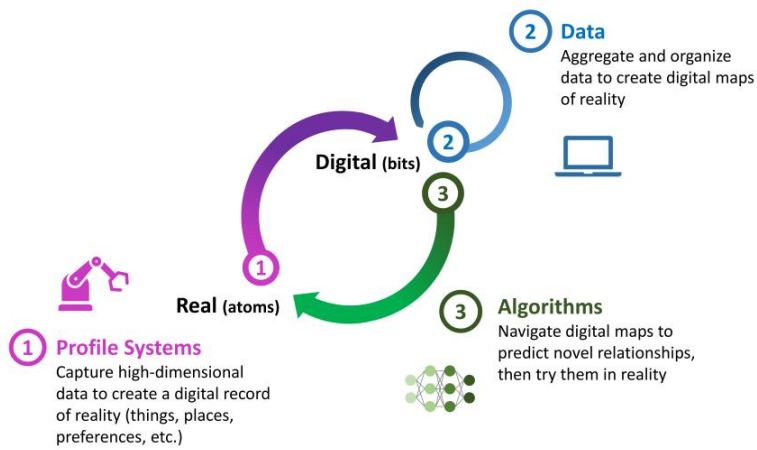 2 Data
Aggregate and organize
data to create digital maps
of reality
2
Digital (bits)
3
1
Real (atoms)
1 Profile Systems
Capture high-dimensional
data to create a digital record
of reality (things, places,
preferences, etc.)
3 Algorithms
Navigate digital maps to
predict novel relationships,
then try them in reality